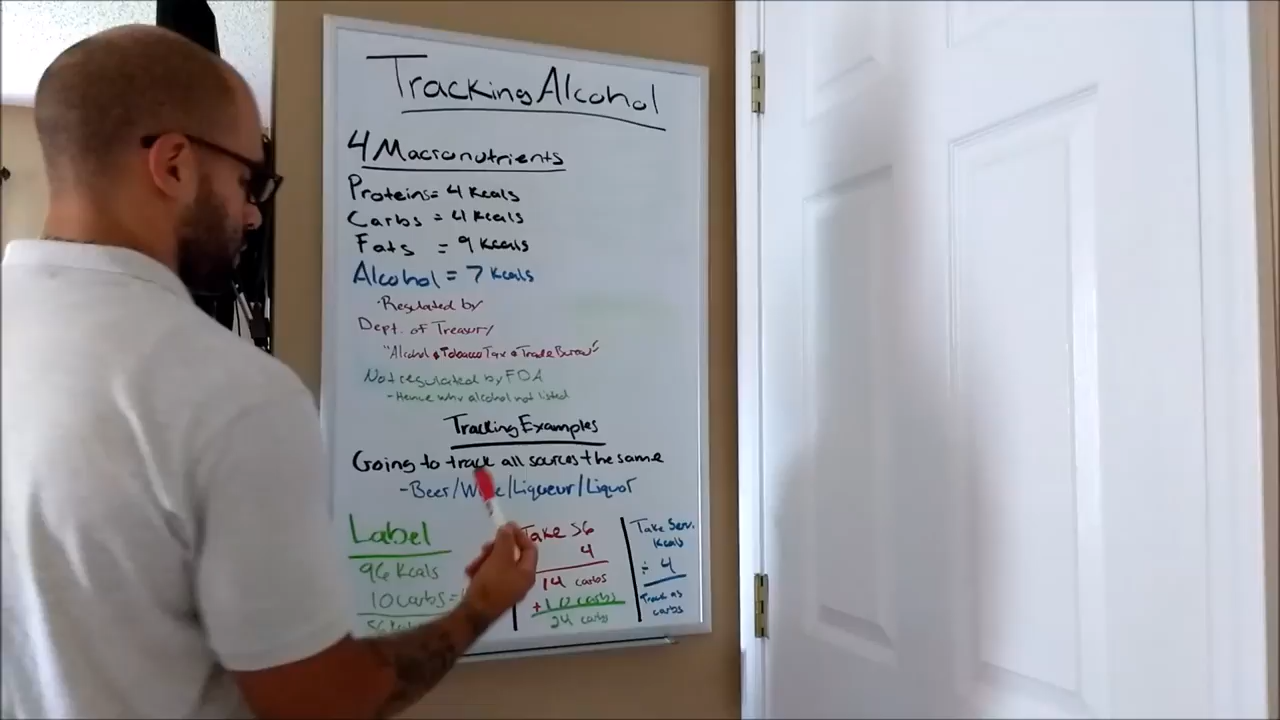 Tracking Alcohol
4 Macronutrients
Proteins = 4 Kcals
Carbs = 4 Kcals
Fats = 9 Kcals
Alcohol = 7 Kcals
· Regulated by
Dept. of Treasury
"Alcohol & Tobacco Tax & Trade Bureau"
Not regulated by FDA
- Hence why alcohol not listed
Tracking Examples
Going to track all sources the same
- Beer/Wine/Liqueur/Liquor
Label
96 Kcals
10 carbs =
56
Take 56
4
14 carbs
+ 10 carbs
24 carbs
Take Serv.
Kcals
÷ 4
Track as
carbs